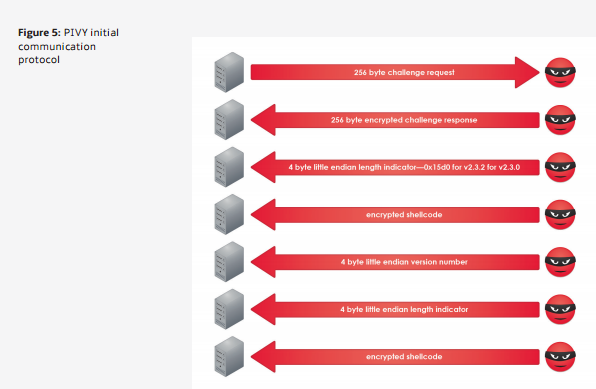 Figure 5: PIVY initial
communication
protocol
256 byte challenge request
256 byte encrypted challenge response
4 byte little endian length indicator—0x15d0 for v2.3.2 for v2.3.0
encrypted shellcode
4 byte little endian version number
4 byte little endian length indicator
encrypted shellcode